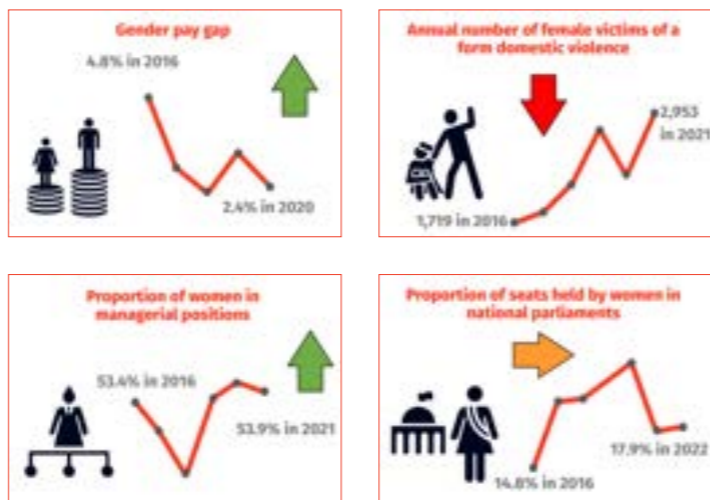 Gender pay gap
4.8% in 2016
2.4% in 2020
Annual number of female victims of a
form domestic violence
2,953
in 2021
1,719 in 2016
Proportion of women in
managerial positions
53.4% in 2016
53.9% in 2021
Proportion of seats held by women in
national parliaments
17.9% in 2022
14.8% in 2016